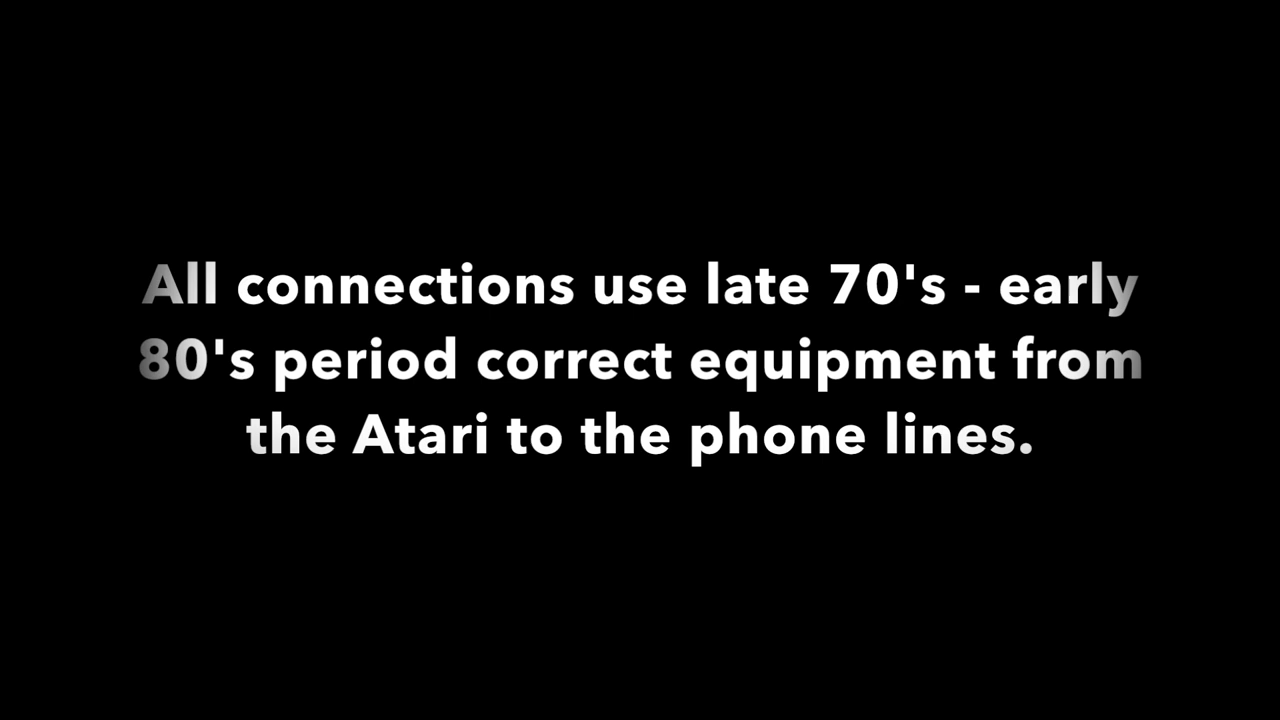 All connections use late 70's - early
80's period correct equipment from
the Atari to the phone lines.